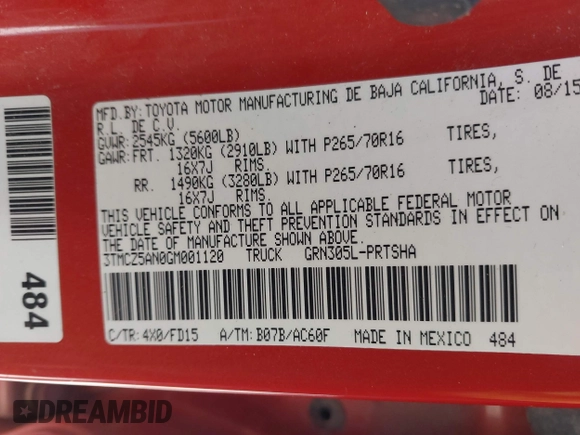 MFD.BY: TOYOTA MOTOR MANUFACTURING DE BAJA CALIFORNIA, S. DE
R.L. DE C.V. DATE: 08/15
GVWR: 2545KG (5600LB)
GAWR: FRT. 1320KG (2910LB) WITH P265/70R16 TIRES,
16X7J RIMS
RR. 1490KG (3280LB) WITH P265/70R16 TIRES,
16X7J RIMS.
THIS VEHICLE CONFORMS TO ALL APPLICABLE FEDERAL MOTOR
VEHICLE SAFETY AND THEFT PREVENTION STANDARDS IN EFFECT ON
THE DATE OF MANUFACTURE SHOWN ABOVE.
3TMCZ5AN0GM001120 TRUCK GRN305L-PRTSHA
C/TR: 4X0/FD15 A/TM: B07B/AC60F MADE IN MEXICO 484
484
DREAMBID